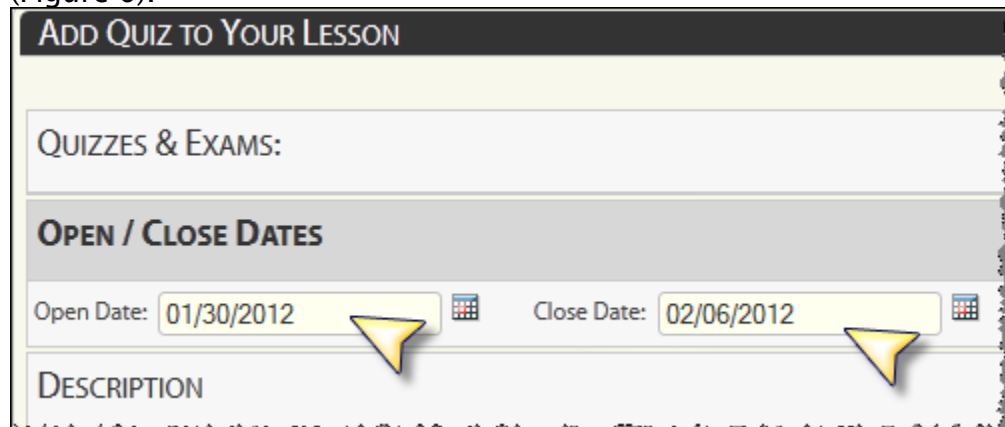 (Figure 6).
ADD QUIZ TO YOUR LESSON
QUIZZES & EXAMS:
OPEN / CLOSE DATES
Open Date: 01/30/2012 Close Date: 02/06/2012
DESCRIPTION